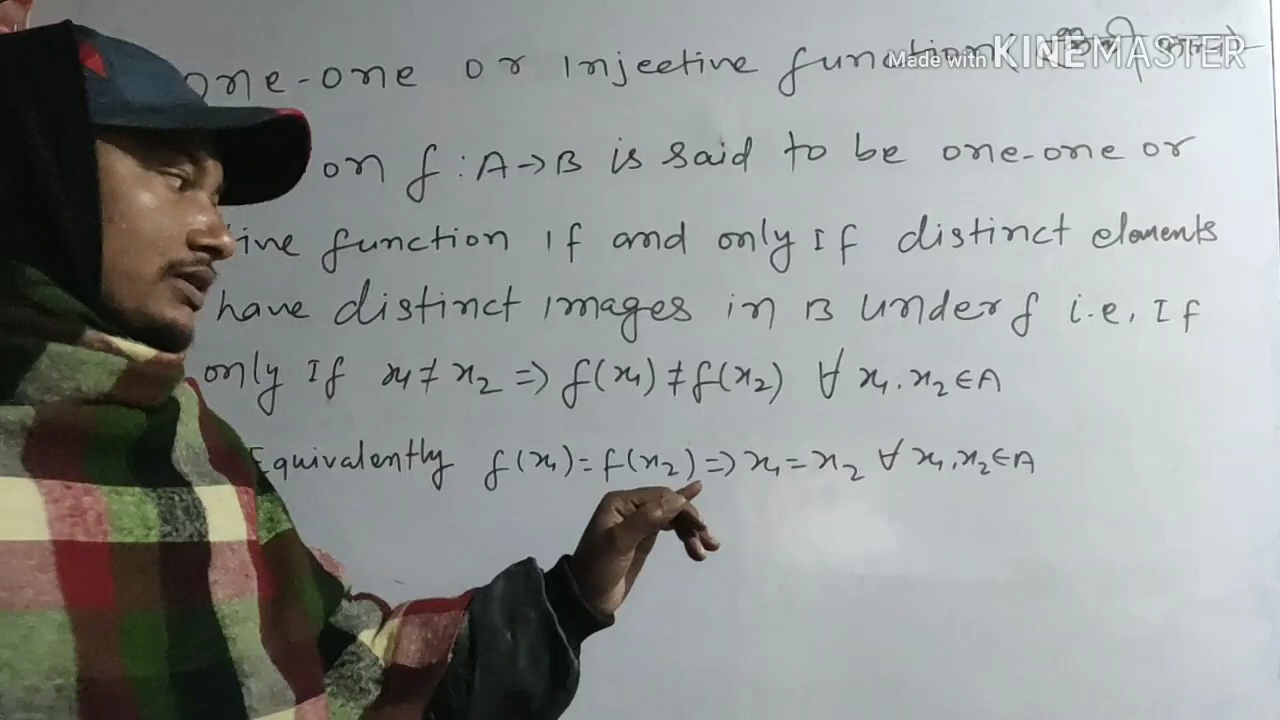 one-one or Injective function
Made with KINEMASTER
on f : A → B is said to be one-one or
ive function If and only If distinct elements
have distinct Images in B Under f i.e, If
only If x₁ ≠ x₂ => f(x₁) ≠ f(x₂) ∀ x₁. x₂ ∈ A
Equivalently f(x₁) = f(x₂) => x₁ = x₂ ∀ x₁, x₂ ∈ A